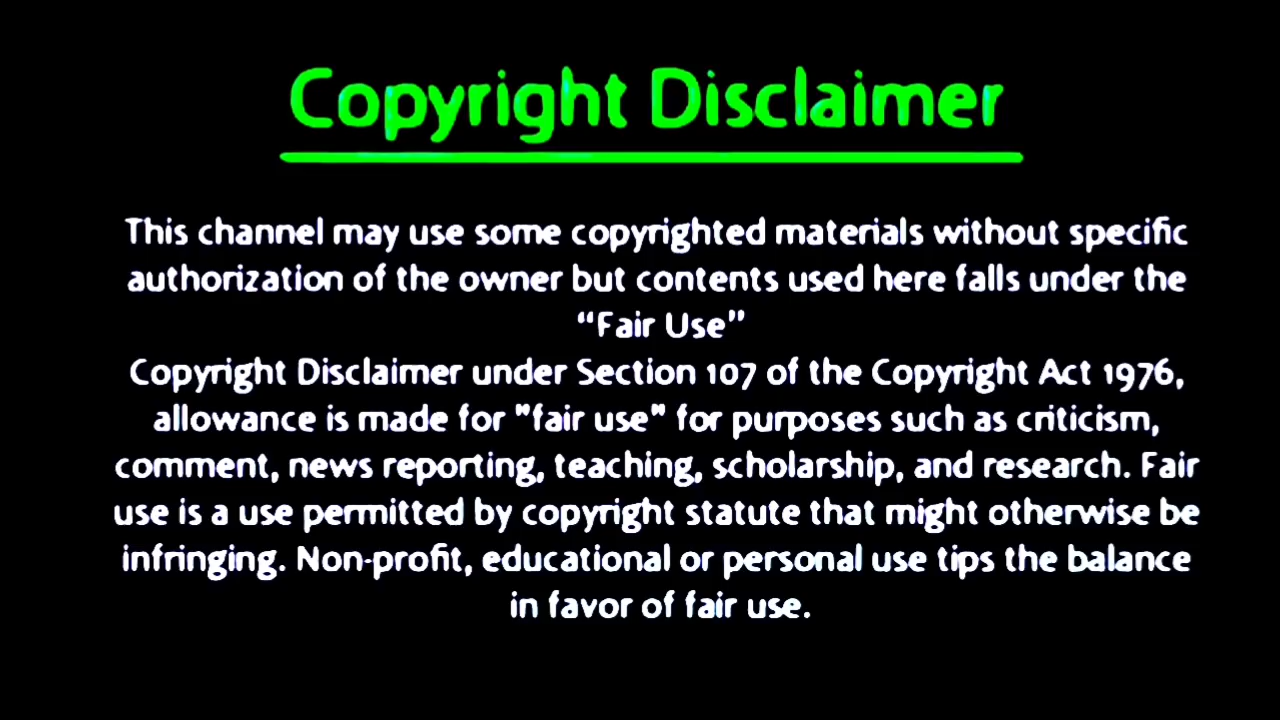 Copyright Disclaimer
This channel may use some copyrighted materials without specific
authorization of the owner but contents used here falls under the
“Fair Use”
Copyright Disclaimer under Section 107 of the Copyright Act 1976,
allowance is made for "fair use" for purposes such as criticism,
comment, news reporting, teaching, scholarship, and research. Fair
use is a use permitted by copyright statute that might otherwise be
infringing. Non-profit, educational or personal use tips the balance
in favor of fair use.